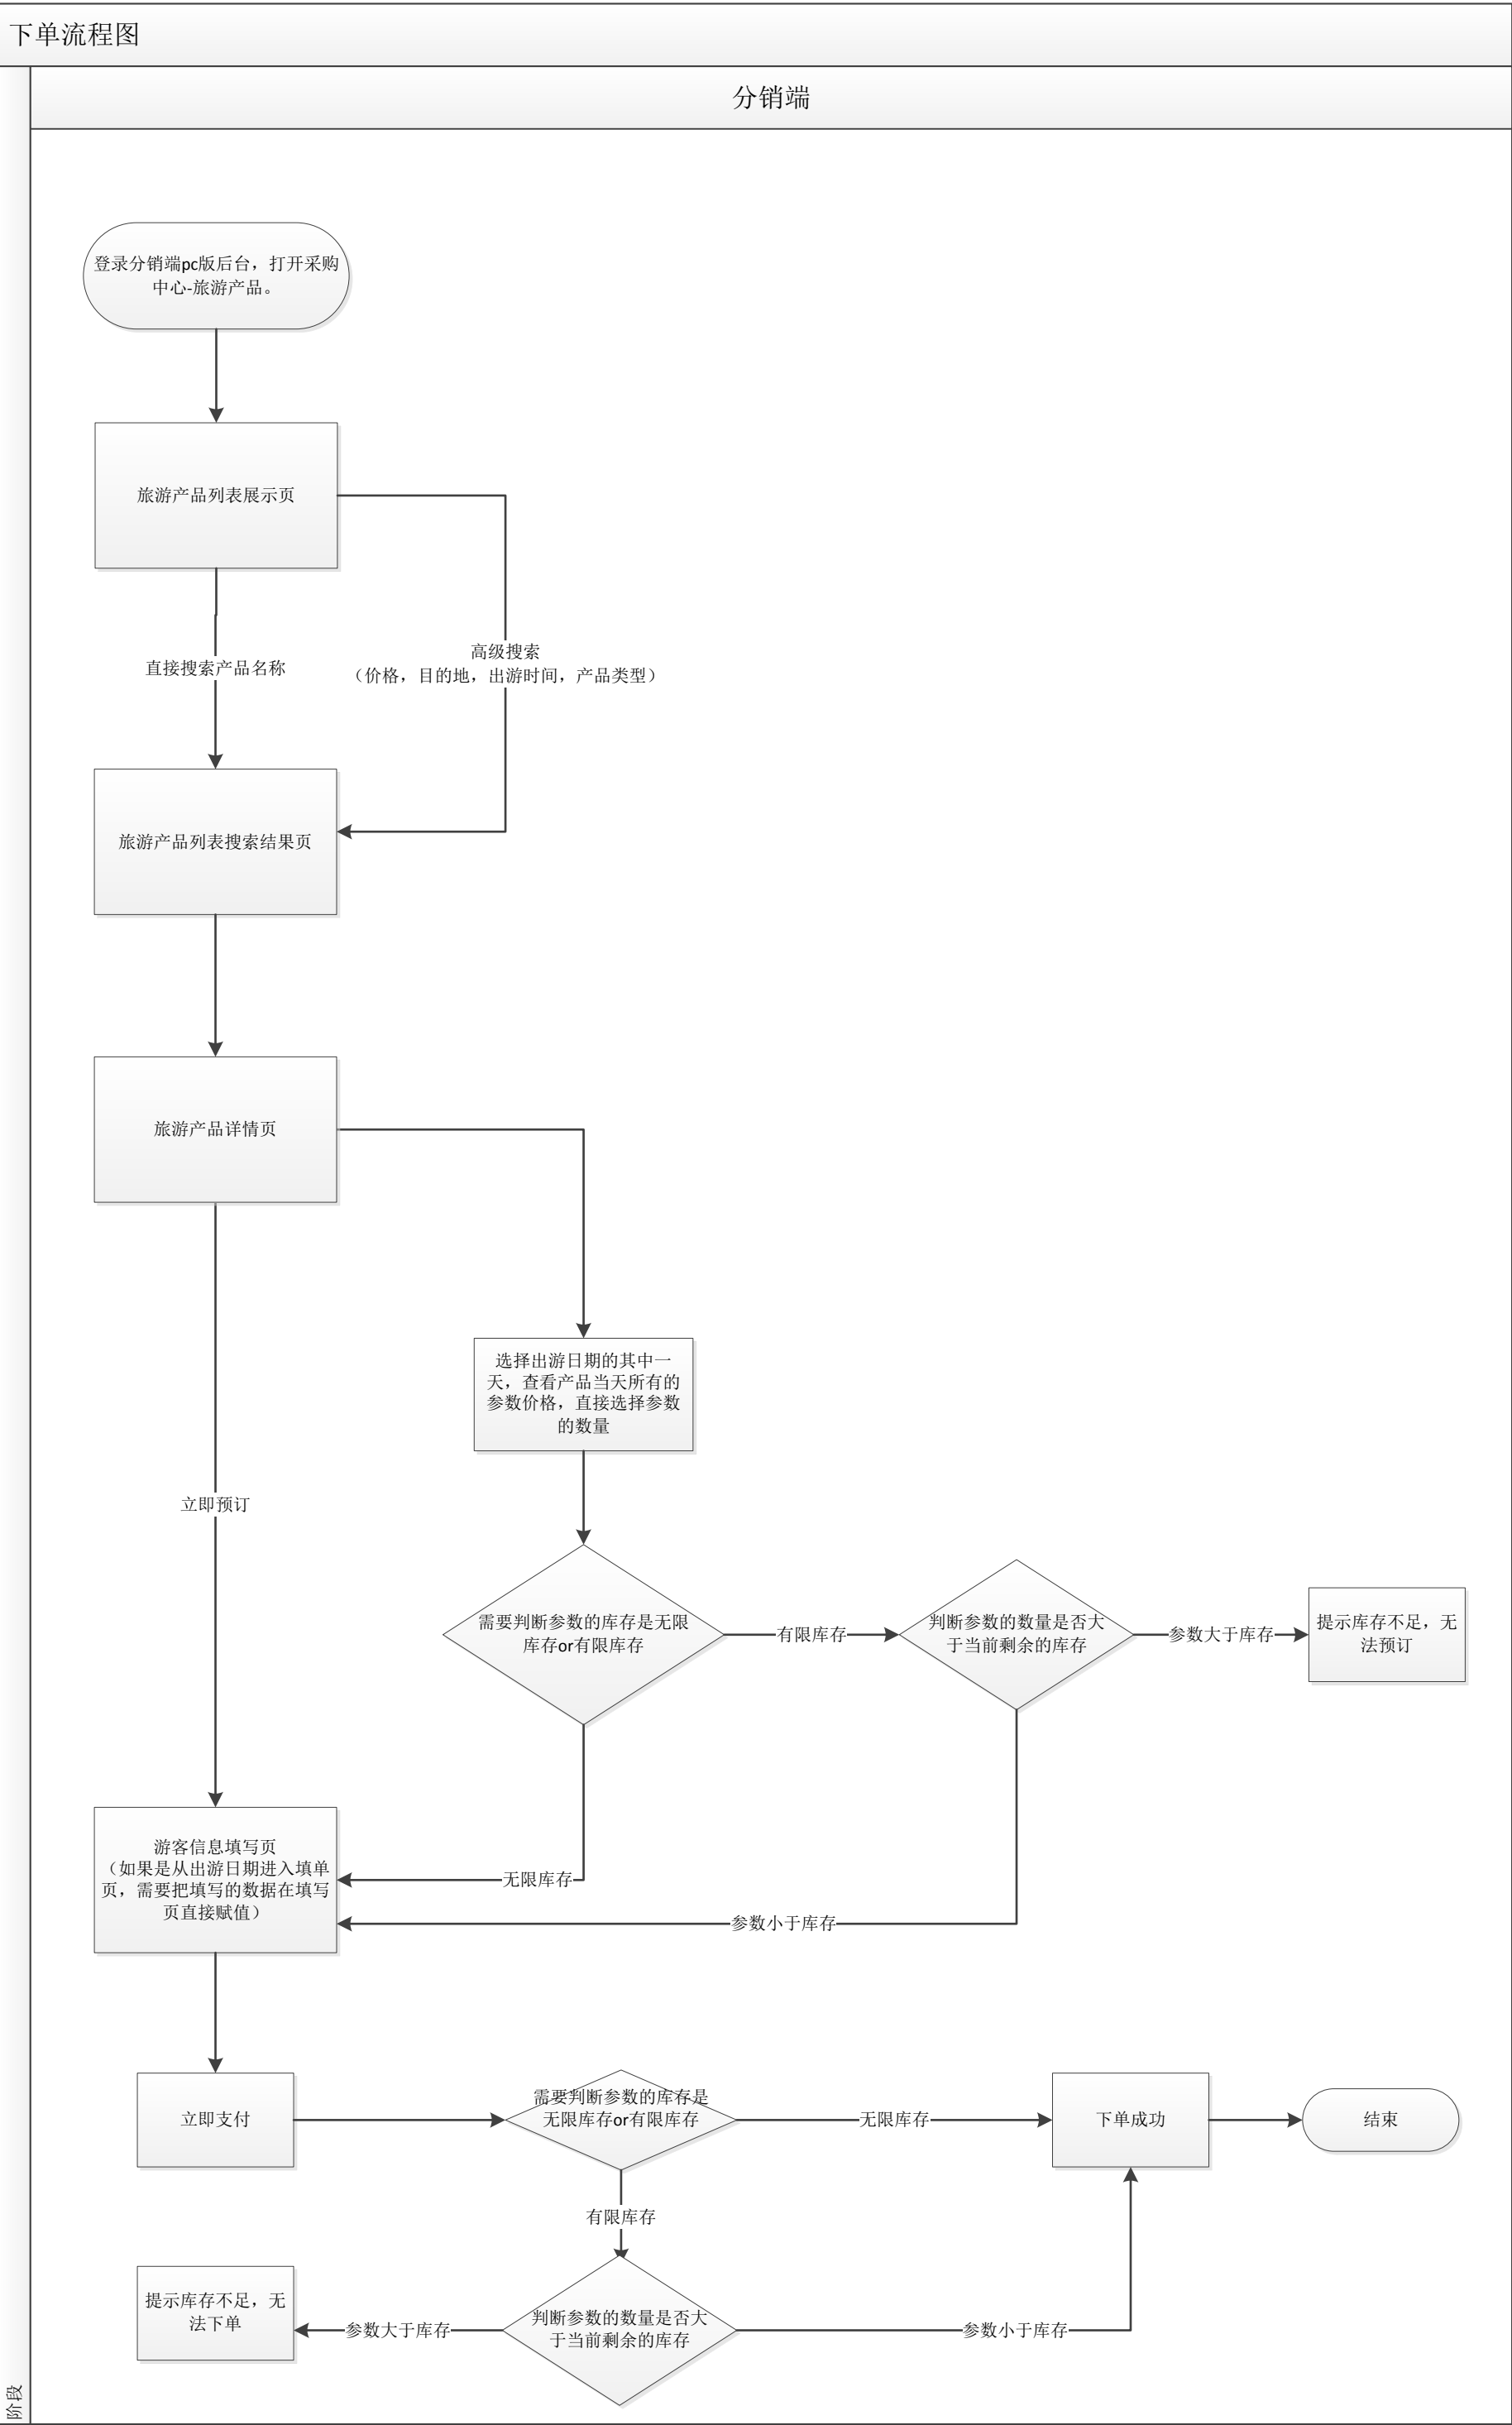 下单流程图
分销端
登录分销端pc版后台，打开采购
中心-旅游产品。
旅游产品列表展示页
高级搜索
（价格，目的地，出游时间，产品类型）
直接搜索产品名称
旅游产品列表搜索结果页
旅游产品详情页
选择出游日期的其中一
天，查看产品当天所有的
参数价格，直接选择参数
的数量
立即预订
需要判断参数的库存是无限
库存or有限库存
有限库存
判断参数的数量是否大
于当前剩余的库存
参数大于库存
提示库存不足，无
法预订
游客信息填写页
（如果是从出游日期进入填单
页，需要把填写的数据在填写
页直接赋值）
无限库存
参数小于库存
立即支付
需要判断参数的库存是
无限库存or有限库存
无限库存
下单成功
结束
有限库存
提示库存不足，无
法下单
参数大于库存
判断参数的数量是否大
于当前剩余的库存
参数小于库存
阶段